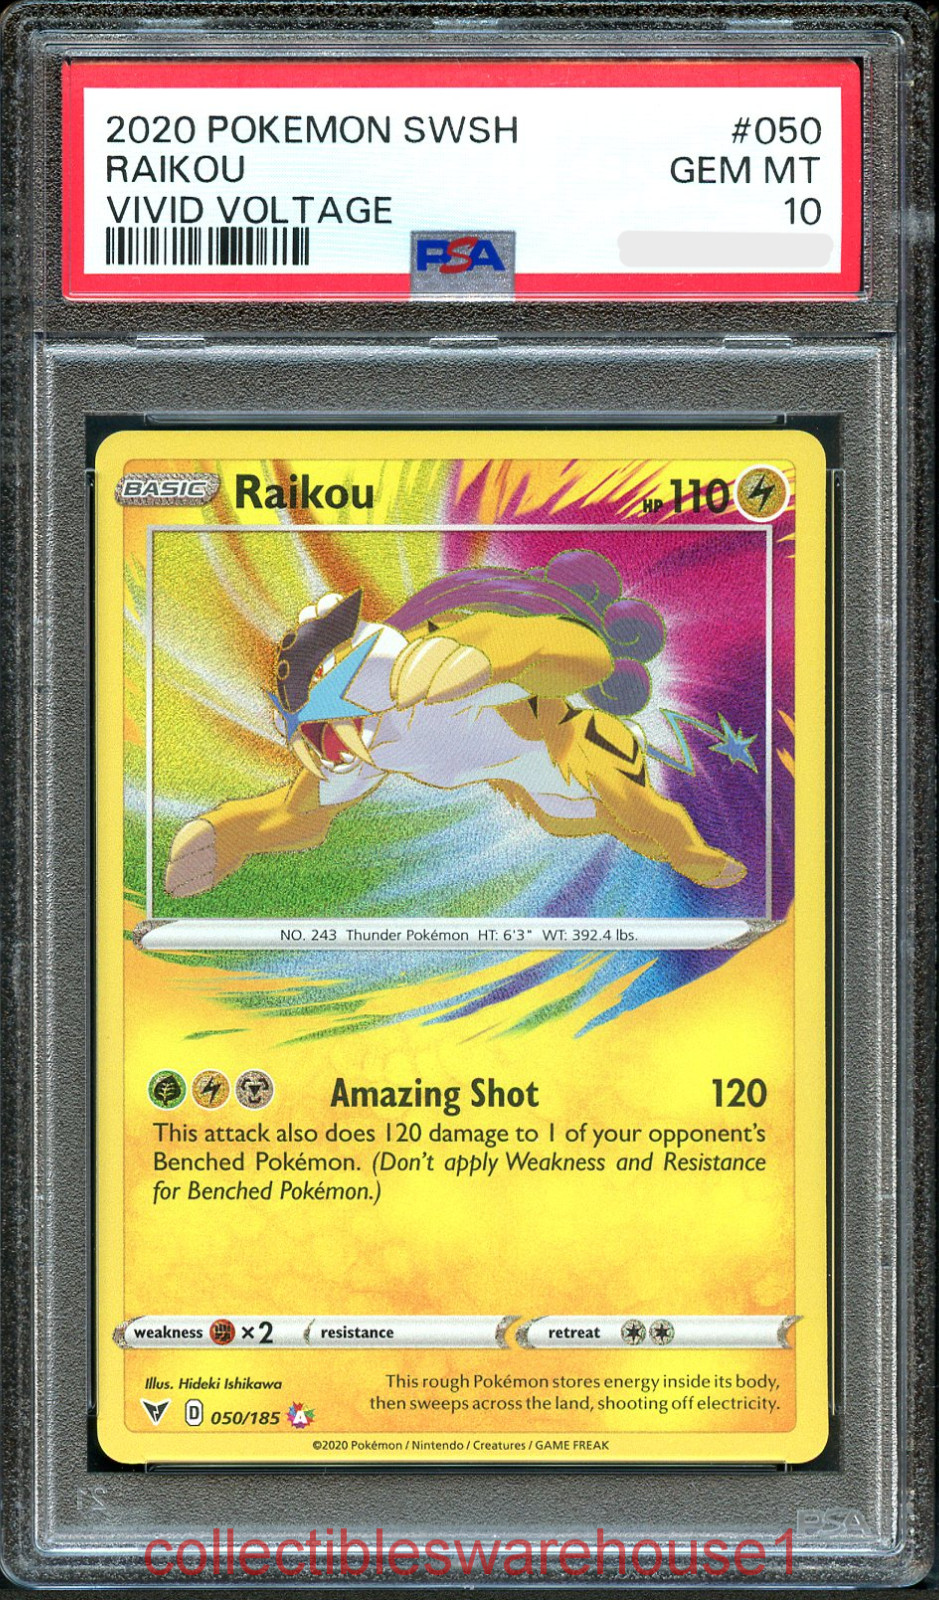 2020 POKEMON SWSH #050
RAIKOU GEM MT
VIVID VOLTAGE 10
PSA
BASIC Raikou HP 110
NO. 243 Thunder Pokémon HT: 6'3" WT: 392.4 lbs.
Amazing Shot 120
This attack also does 120 damage to 1 of your opponent's
Benched Pokémon. (Don't apply Weakness and Resistance
for Benched Pokémon.)
weakness ×2 resistance retreat
Illus. Hideki Ishikawa
This rough Pokémon stores energy inside its body,
then sweeps across the land, shooting off electricity.
D 050/185 A
©2020 Pokémon / Nintendo / Creatures / GAME FREAK
PSA
collectibleswarehouse1